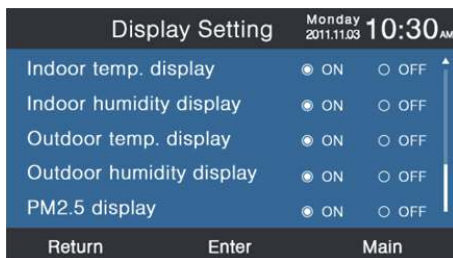 Display Setting
Monday
2011.11.03 10:30 AM
Indoor temp. display ON OFF
Indoor humidity display ON OFF
Outdoor temp. display ON OFF
Outdoor humidity display ON OFF
PM2.5 display ON OFF
Return Enter Main